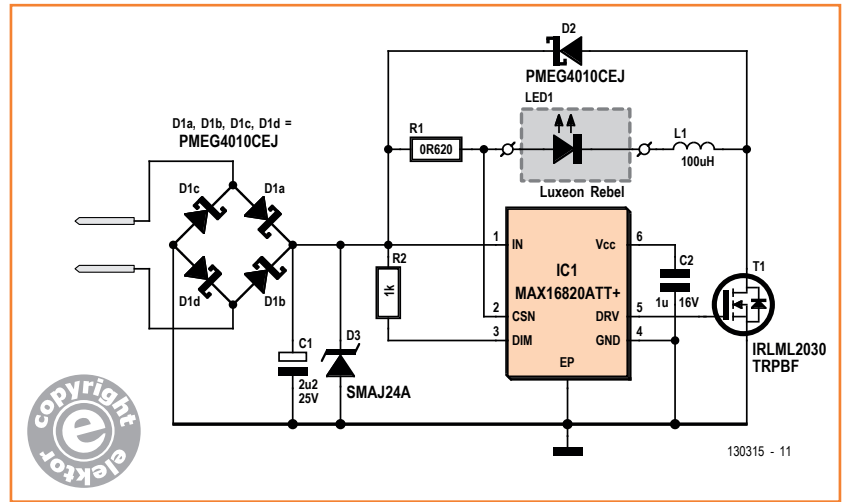 D2
PMEG4010CEJ
LED1
D1a, D1b, D1c, D1d =
PMEG4010CEJ
R1
0R620
L1
100uH
Luxeon Rebel
D1c
D1a
D1d
D1b
1
IN
Vcc
6
IC1
MAX16820ATT+
R2
1k
C2
1u
16V
T1
2
CSN
DRV
5
3
DIM
GND
4
EP
IRLML2030
TRPBF
C1
2u2
25V
D3
SMAJ24A
copyright
e
elektor
130315 - 11